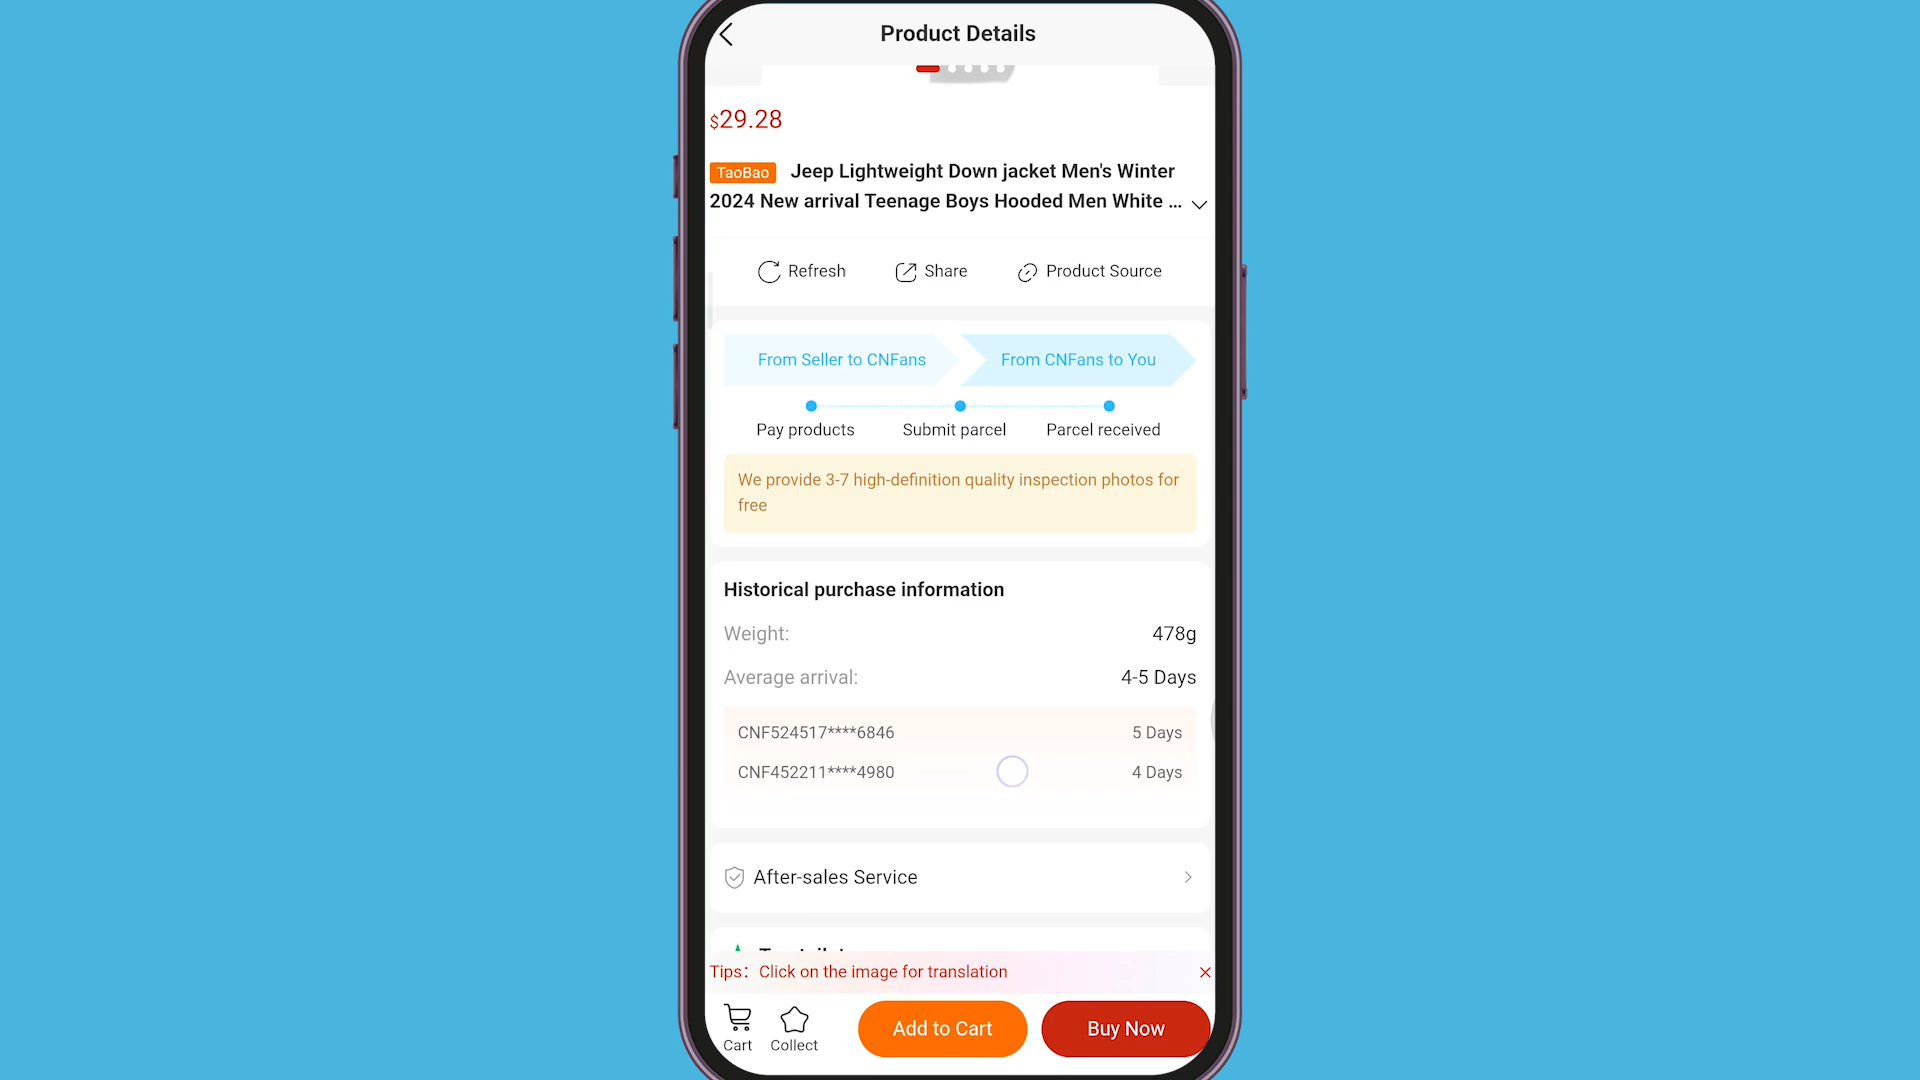 Product Details
$29.28
TaoBao Jeep Lightweight Down jacket Men's Winter
2024 New arrival Teenage Boys Hooded Men White ...
Refresh Share Product Source
From Seller to CNFans From CNFans to You
Pay products Submit parcel Parcel received
We provide 3-7 high-definition quality inspection photos for
free
Historical purchase information
Weight: 478g
Average arrival: 4-5 Days
CNF524517****6846 5 Days
CNF452211****4980 4 Days
After-sales Service
Tips: Click on the image for translation
Cart Collect Add to Cart Buy Now